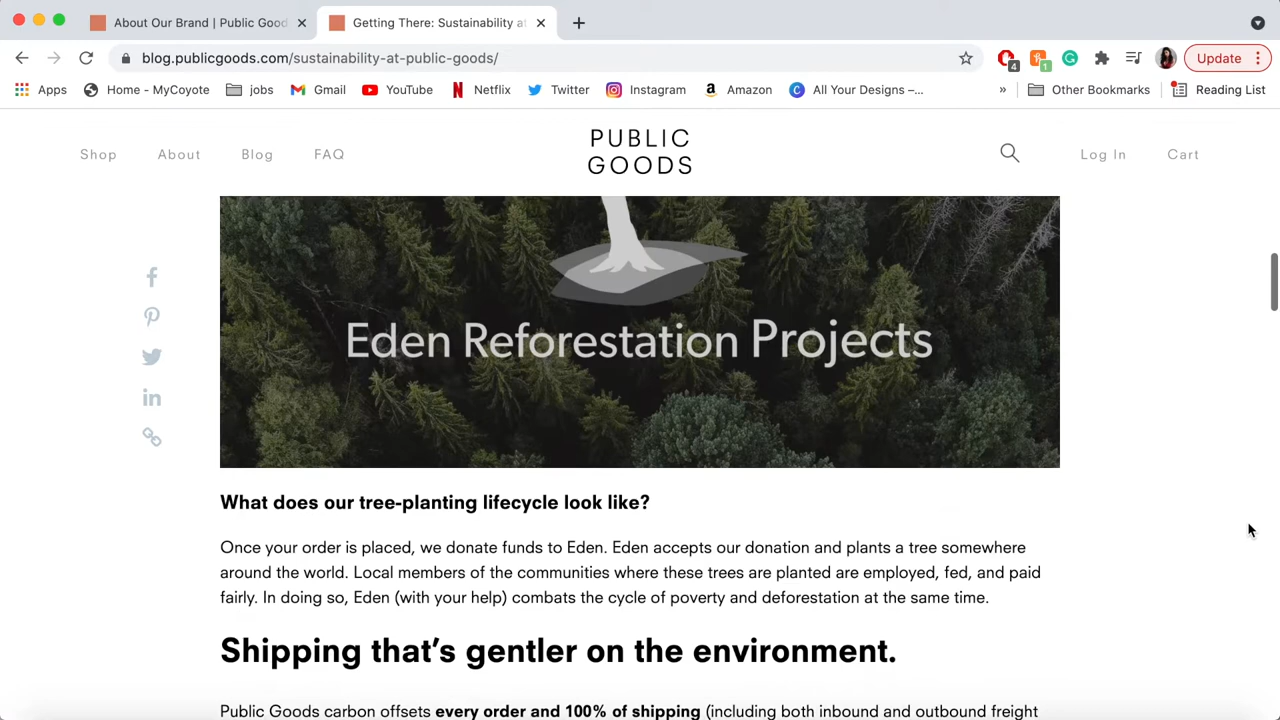 About Our Brand | Public Good
Getting There: Sustainability at
blog.publicgoods.com/sustainability-at-public-goods/
4
1
Update
Apps
Home - MyCoyote
jobs
Gmail
YouTube
Netflix
Twitter
Instagram
Amazon
All Your Designs –...
»
Other Bookmarks
Reading List
Shop
About
Blog
FAQ
PUBLIC
GOODS
Log In
Cart
Eden Reforestation Projects
What does our tree-planting lifecycle look like?
Once your order is placed, we donate funds to Eden. Eden accepts our donation and plants a tree somewhere
around the world. Local members of the communities where these trees are planted are employed, fed, and paid
fairly. In doing so, Eden (with your help) combats the cycle of poverty and deforestation at the same time.
Shipping that's gentler on the environment.
Public Goods carbon offsets every order and 100% of shipping (including both inbound and outbound freight